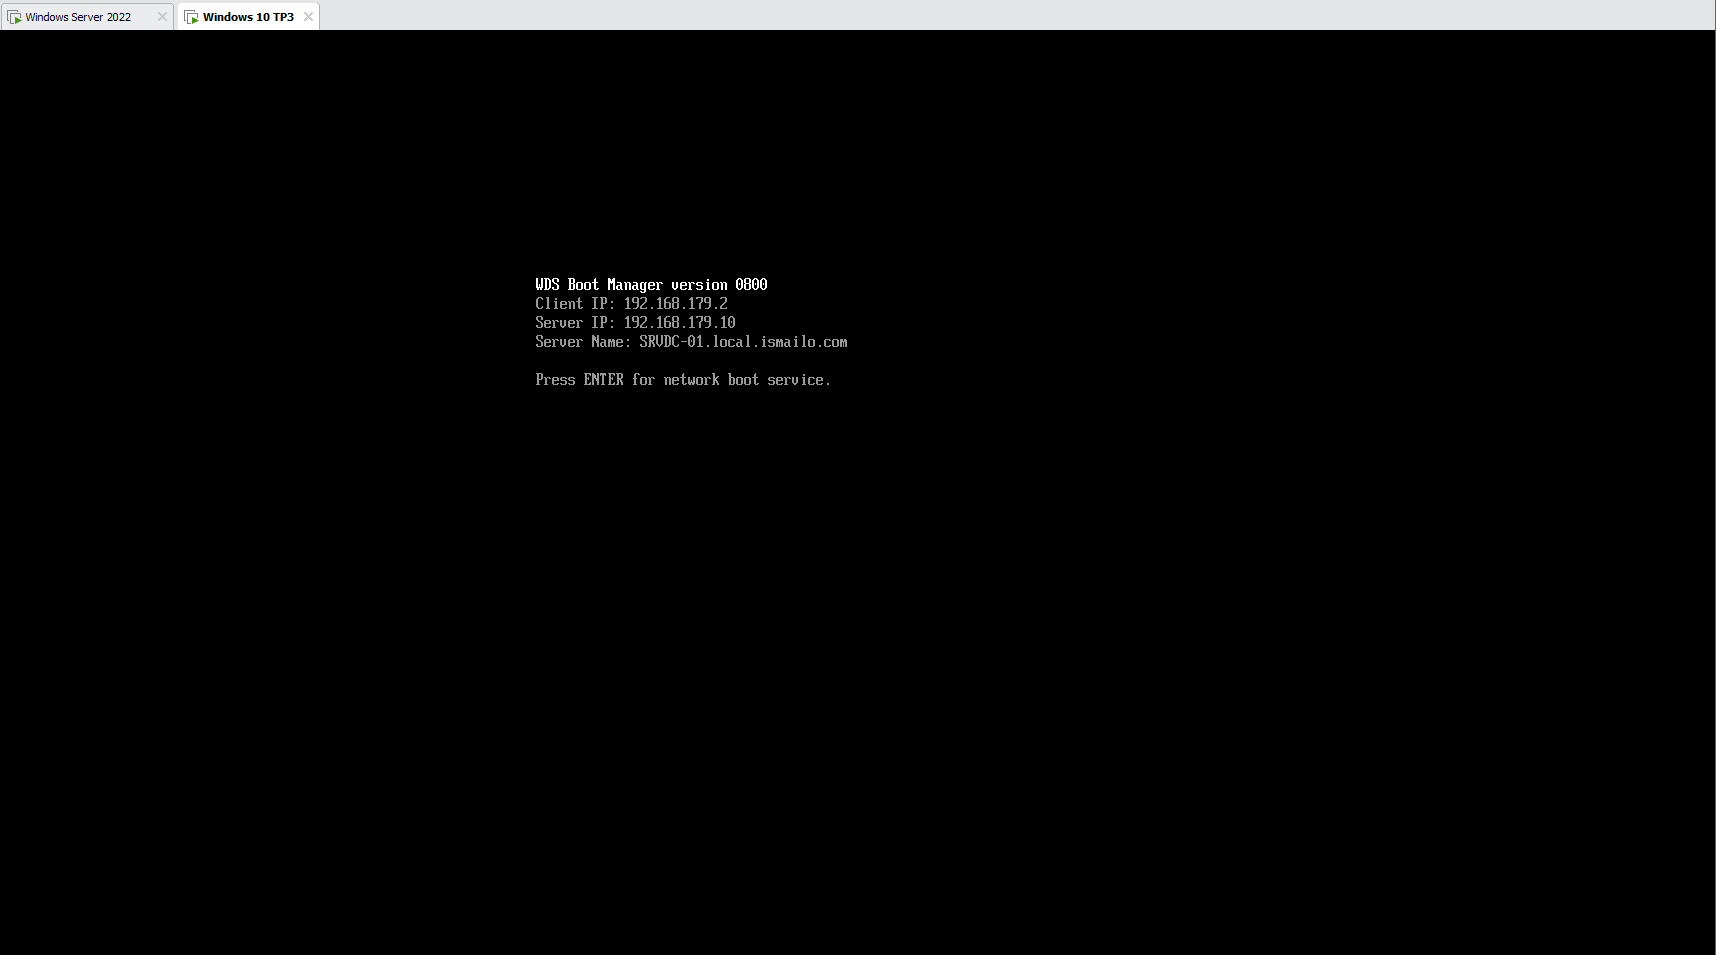 Windows Server 2022
Windows 10 TP3
WDS Boot Manager version 0800
Client IP: 192.168.179.2
Server IP: 192.168.179.10
Server Name: SRVDC-01.local.ismailo.com
Press ENTER for network boot service.